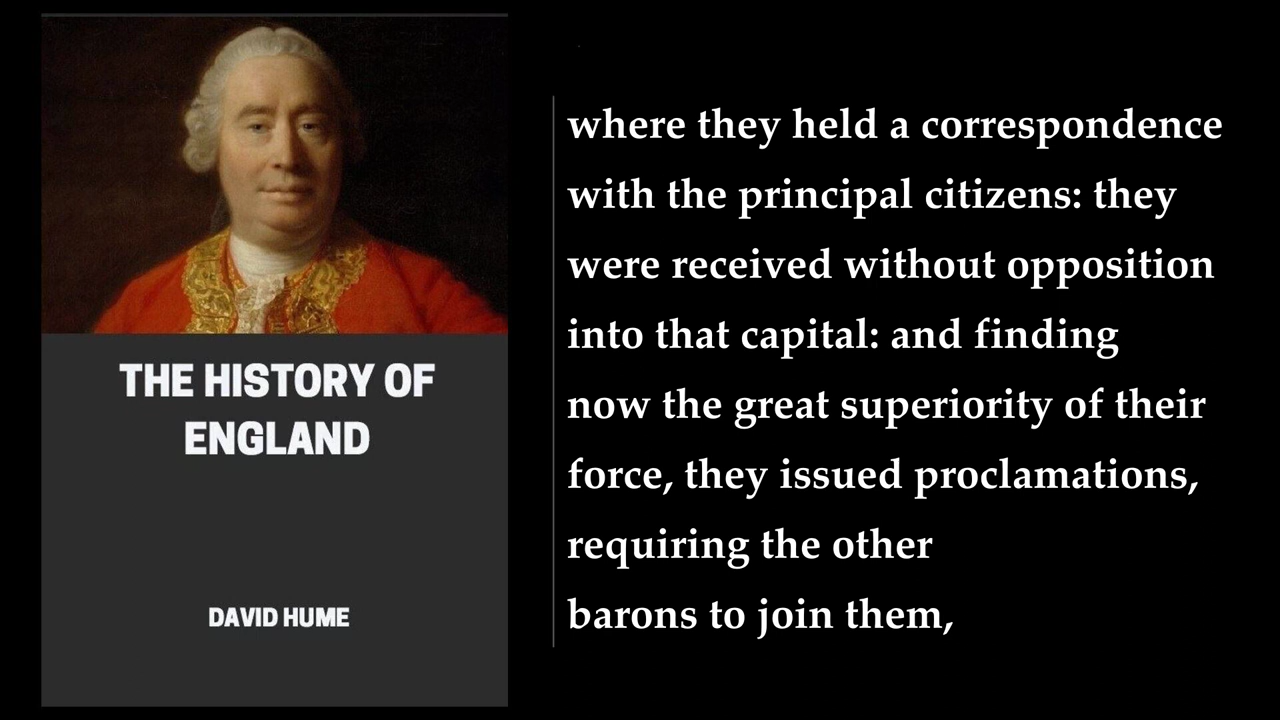 THE HISTORY OF
ENGLAND
DAVID HUME
where they held a correspondence
with the principal citizens: they
were received without opposition
into that capital: and finding
now the great superiority of their
force, they issued proclamations,
requiring the other
barons to join them,